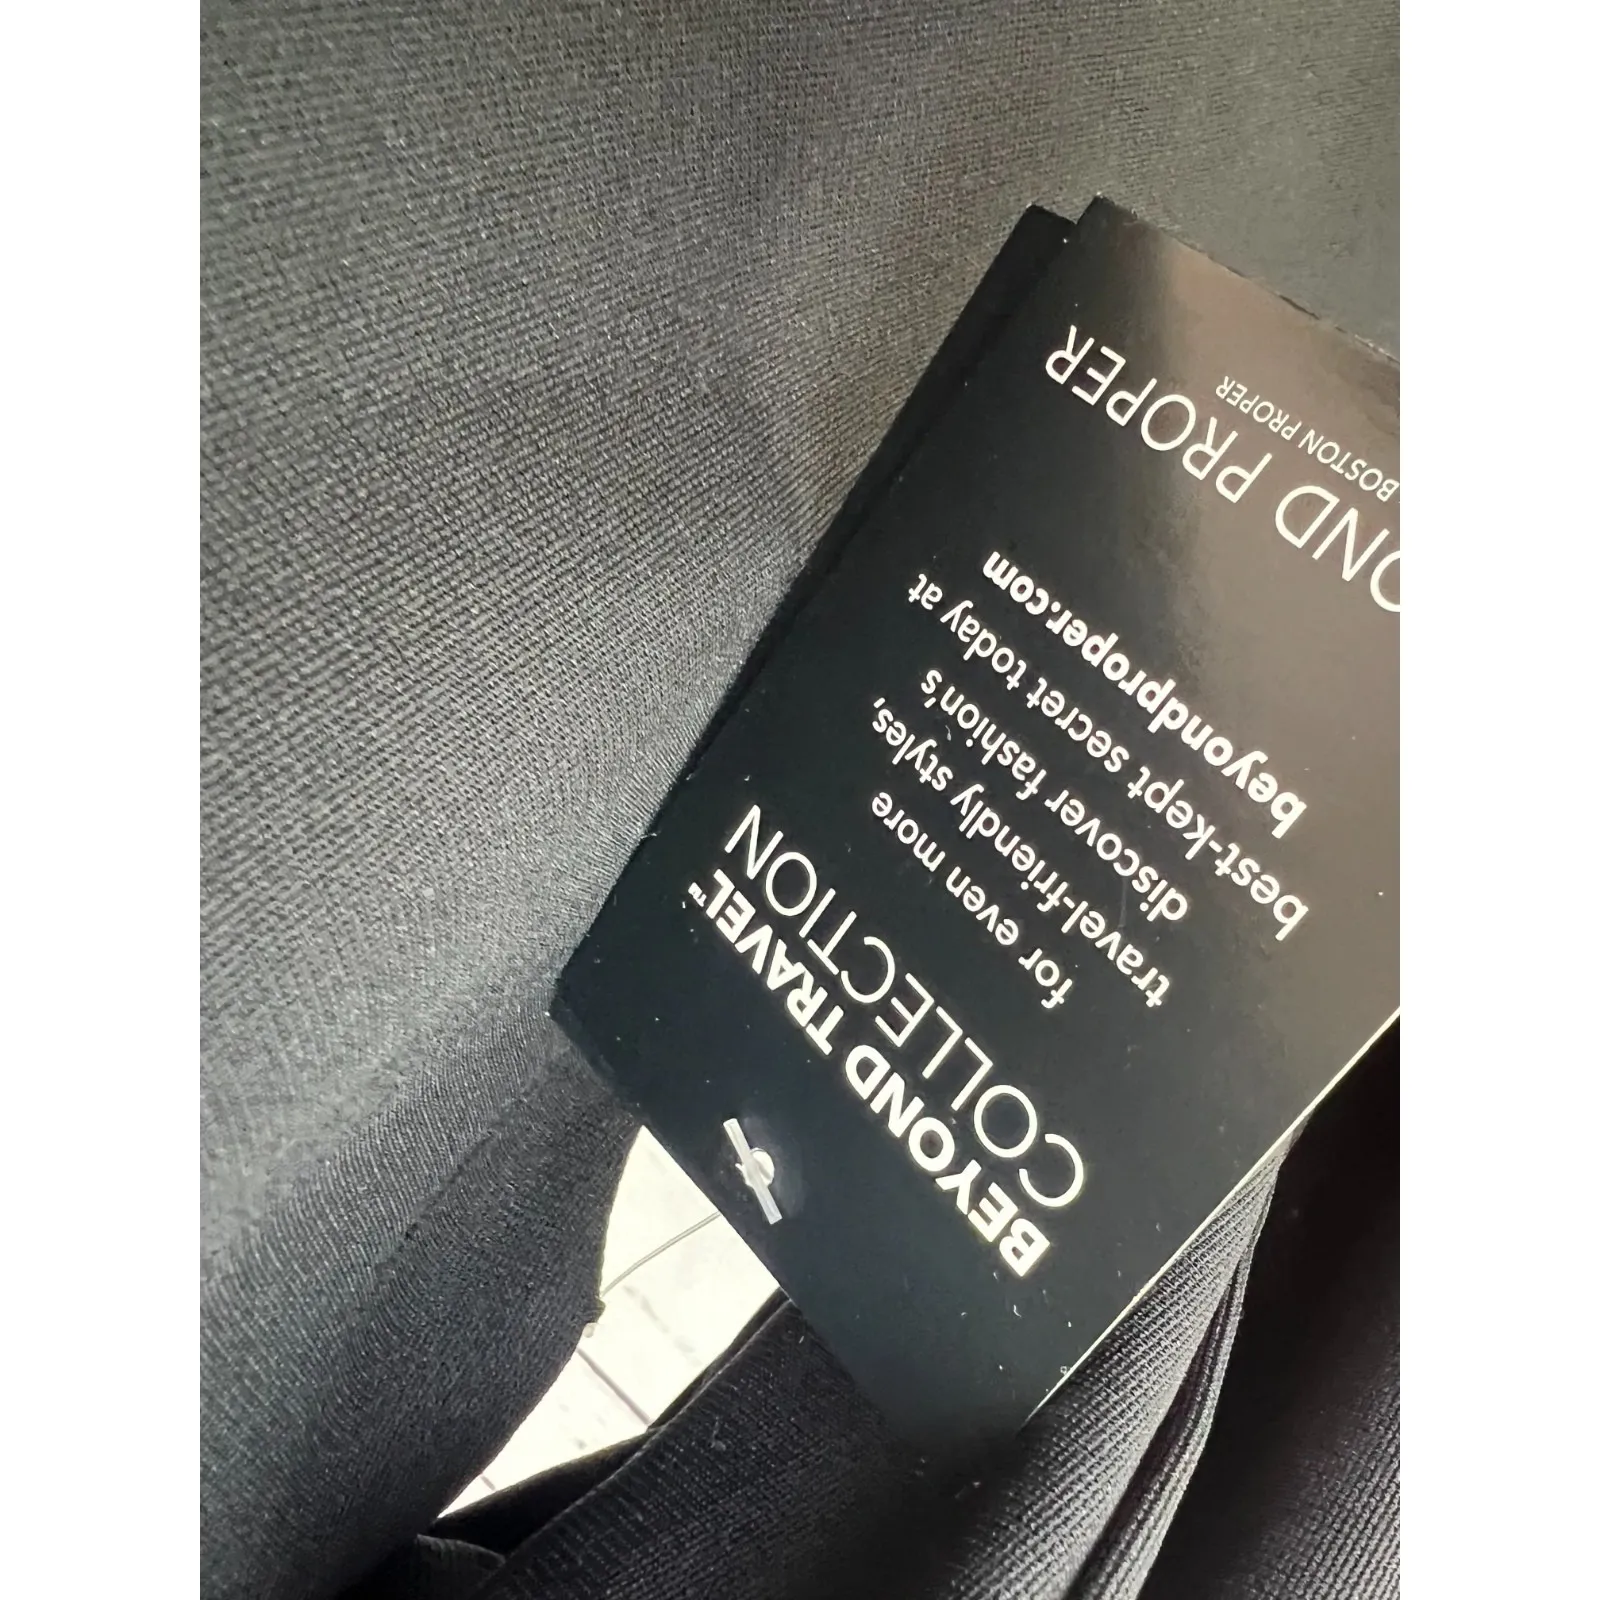 BEYOND TRAVEL™
COLLECTION
for even more
travel-friendly styles,
discover fashion's
best-kept secret today at
beyondproper.com
OND PROPER
BOSTON PROPER